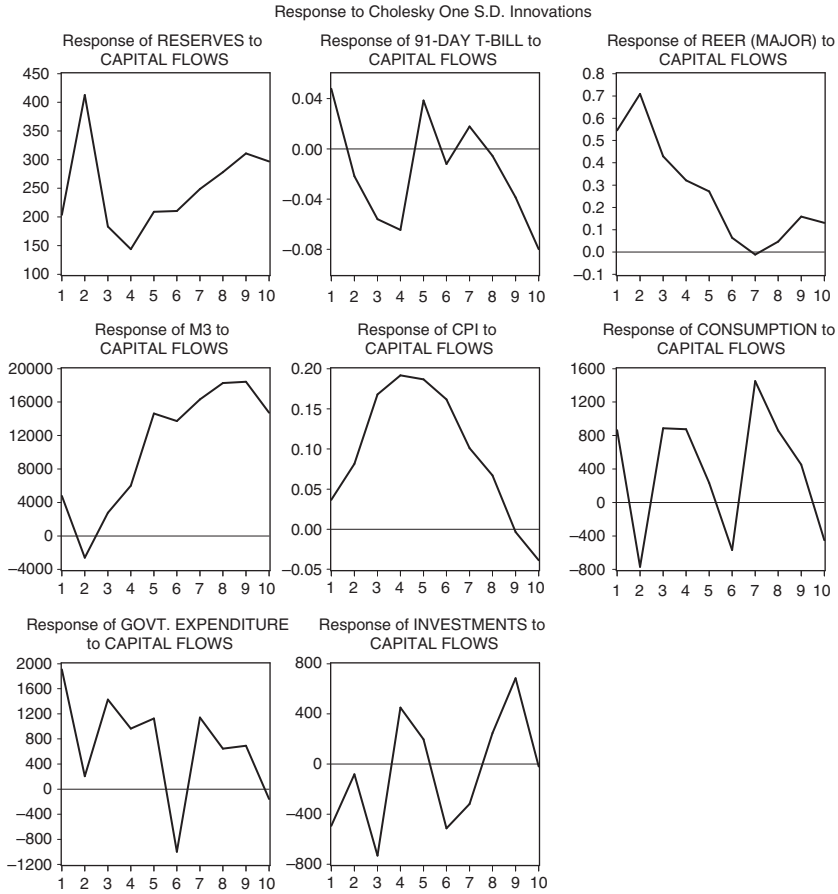 Response to Cholesky One S.D. Innovations
Response of RESERVES to
CAPITAL FLOWS
450
400
350
300
250
200
150
100
1 2 3 4 5 6 7 8 9 10
Response of 91-DAY T-BILL to
CAPITAL FLOWS
0.04
0.00
−0.04
−0.08
1 2 3 4 5 6 7 8 9 10
Response of REER (MAJOR) to
CAPITAL FLOWS
0.8
0.7
0.6
0.5
0.4
0.3
0.2
0.1
0.0
−0.1
1 2 3 4 5 6 7 8 9 10
Response of M3 to
CAPITAL FLOWS
20000
16000
12000
8000
4000
0
−4000
1 2 3 4 5 6 7 8 9 10
Response of CPI to
CAPITAL FLOWS
0.20
0.15
0.10
0.05
0.00
−0.05
1 2 3 4 5 6 7 8 9 10
Response of CONSUMPTION to
CAPITAL FLOWS
1600
1200
800
400
0
−400
−800
1 2 3 4 5 6 7 8 9 10
Response of GOVT. EXPENDITURE
to CAPITAL FLOWS
2000
1600
1200
800
400
0
−400
−800
−1200
1 2 3 4 5 6 7 8 9 10
Response of INVESTMENTS to
CAPITAL FLOWS
800
400
0
−400
−800
1 2 3 4 5 6 7 8 9 10